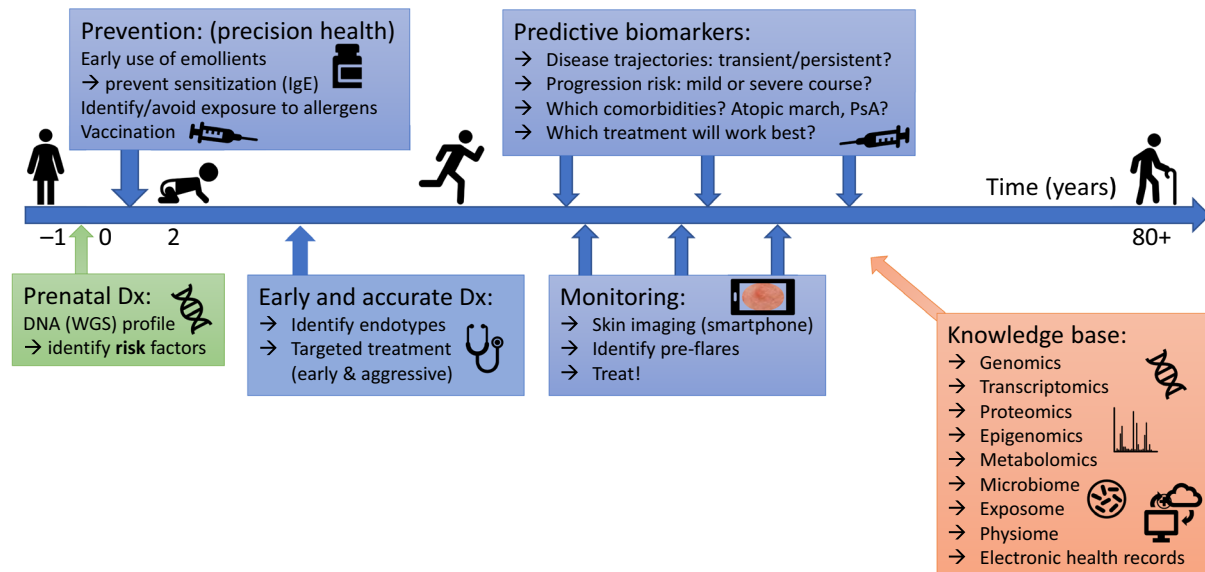 Prevention: (precision health)
Early use of emollients
→ prevent sensitization (IgE)
Identify/avoid exposure to allergens
Vaccination
Predictive biomarkers:
→ Disease trajectories: transient/persistent?
→ Progression risk: mild or severe course?
→ Which comorbidities? Atopic march, PsA?
→ Which treatment will work best?
Time (years)
–1 0 2 80+
Prenatal Dx:
DNA (WGS) profile
→ identify risk factors
Early and accurate Dx:
→ Identify endotypes
→ Targeted treatment
(early & aggressive)
Monitoring:
→ Skin imaging (smartphone)
→ Identify pre-flares
→ Treat!
Knowledge base:
→ Genomics
→ Transcriptomics
→ Proteomics
→ Epigenomics
→ Metabolomics
→ Microbiome
→ Exposome
→ Physiome
→ Electronic health records